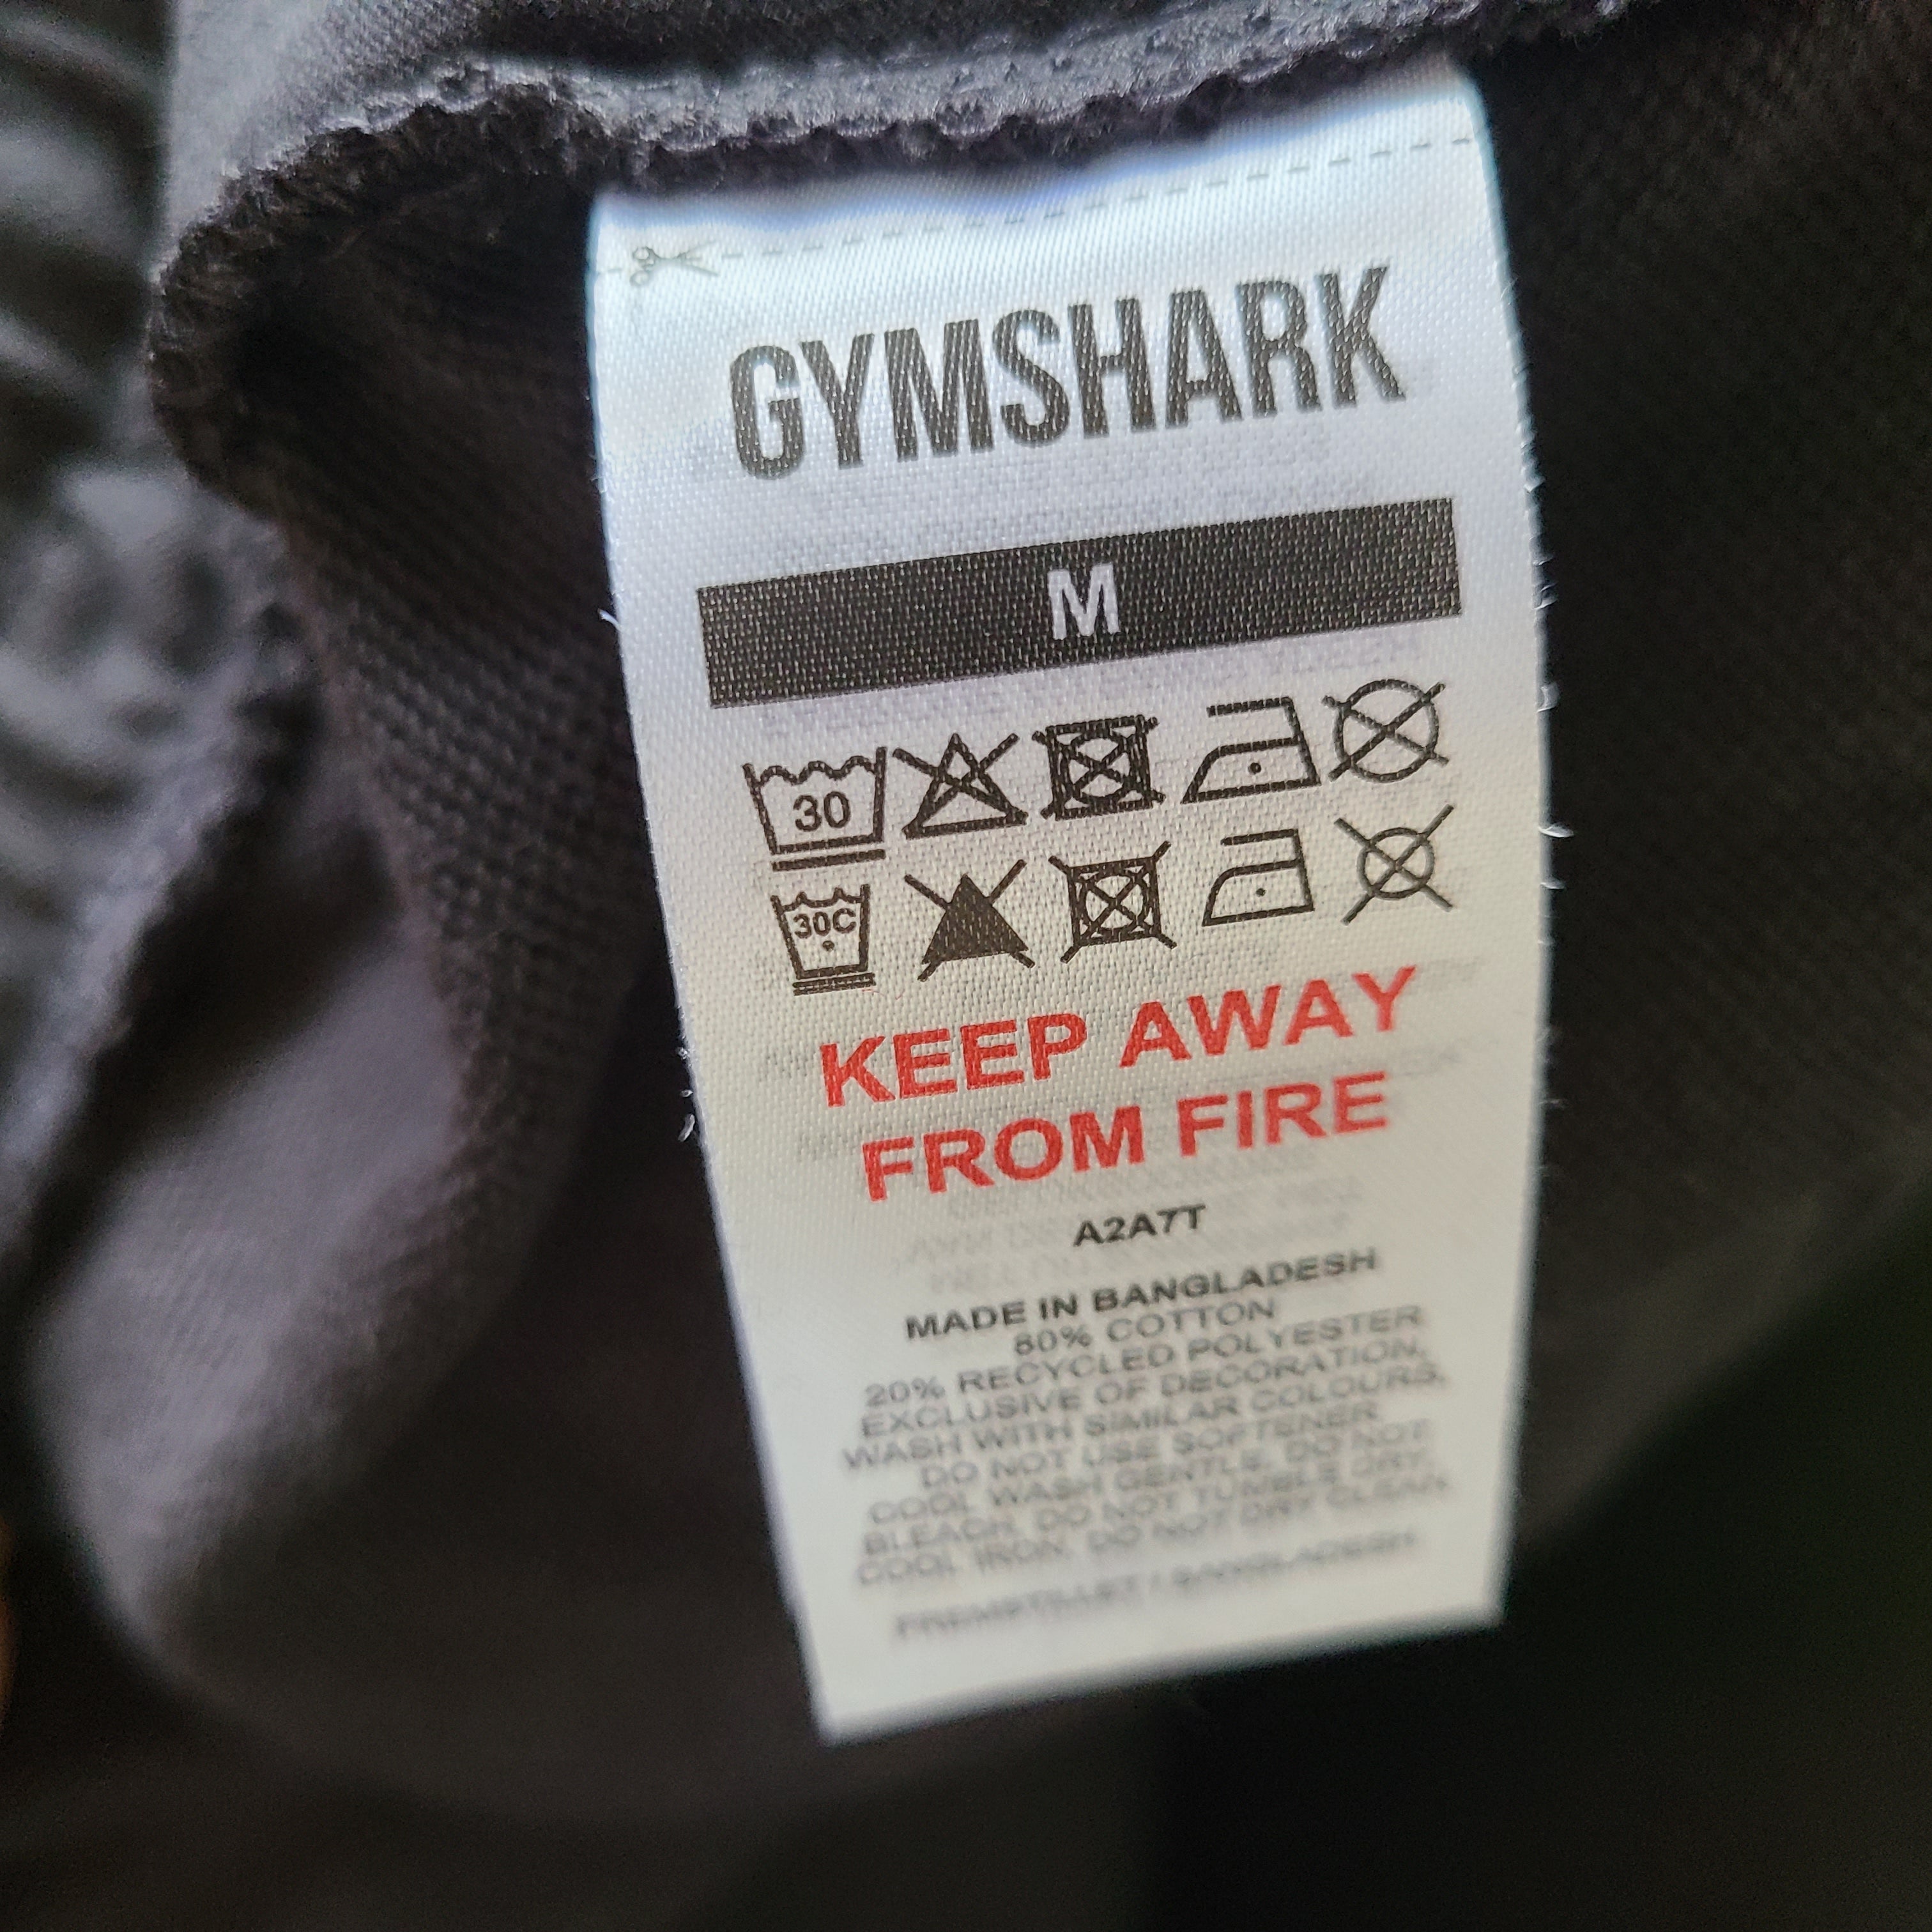 GYMSHARK
M
30
30C
KEEP AWAY
FROM FIRE
A2A7T
MADE IN BANGLADESH
80% COTTON
20% RECYCLED POLYESTER
EXCLUSIVE OF DECORATION.
WASH WITH SIMILAR COLOURS.
DO NOT USE SOFTENER
COOL WASH GENTLE, DO NOT
BLEACH, DO NOT TUMBLE DRY,
COOL IRON, DO NOT DRY CLEAN.
FREMSTILLET I BANGLADESH